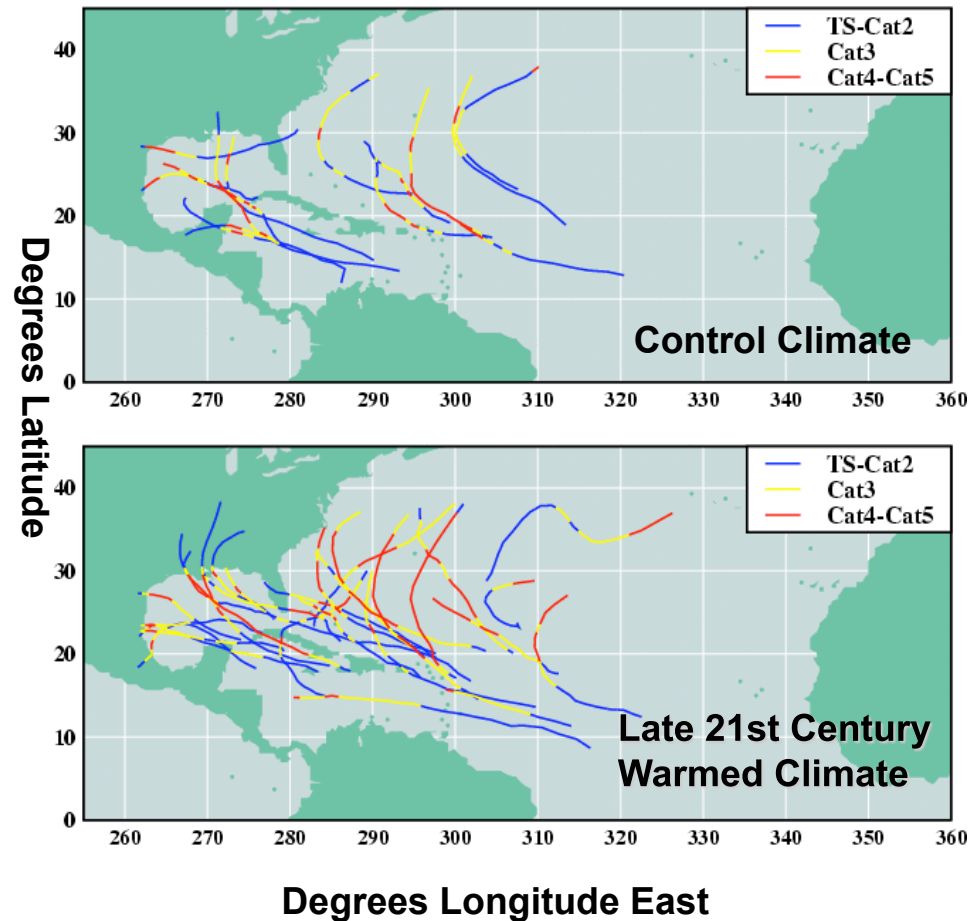 Degrees Latitude
40
30
20
10
0
TS-Cat2
Cat3
Cat4-Cat5
Control Climate
260 270 280 290 300 310 320 330 340 350 360
40
30
20
10
0
TS-Cat2
Cat3
Cat4-Cat5
Late 21st Century
Warmed Climate
260 270 280 290 300 310 320 330 340 350 360
Degrees Longitude East